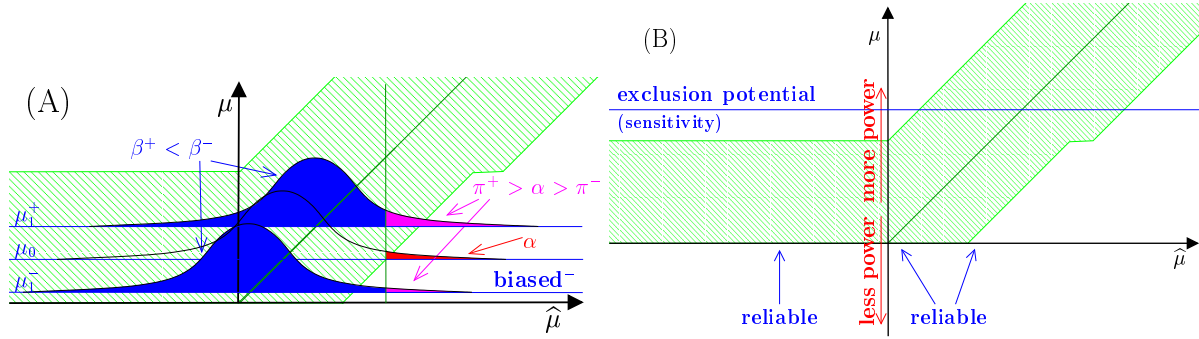 (A)
μ
β⁺ < β⁻
π⁺ > α > π⁻
μ₁⁺
μ₀
α
μ₁⁻
biased⁻
μ̂
(B)
μ
exclusion potential
(sensitivity)
more power
less power
μ̂
reliable
reliable